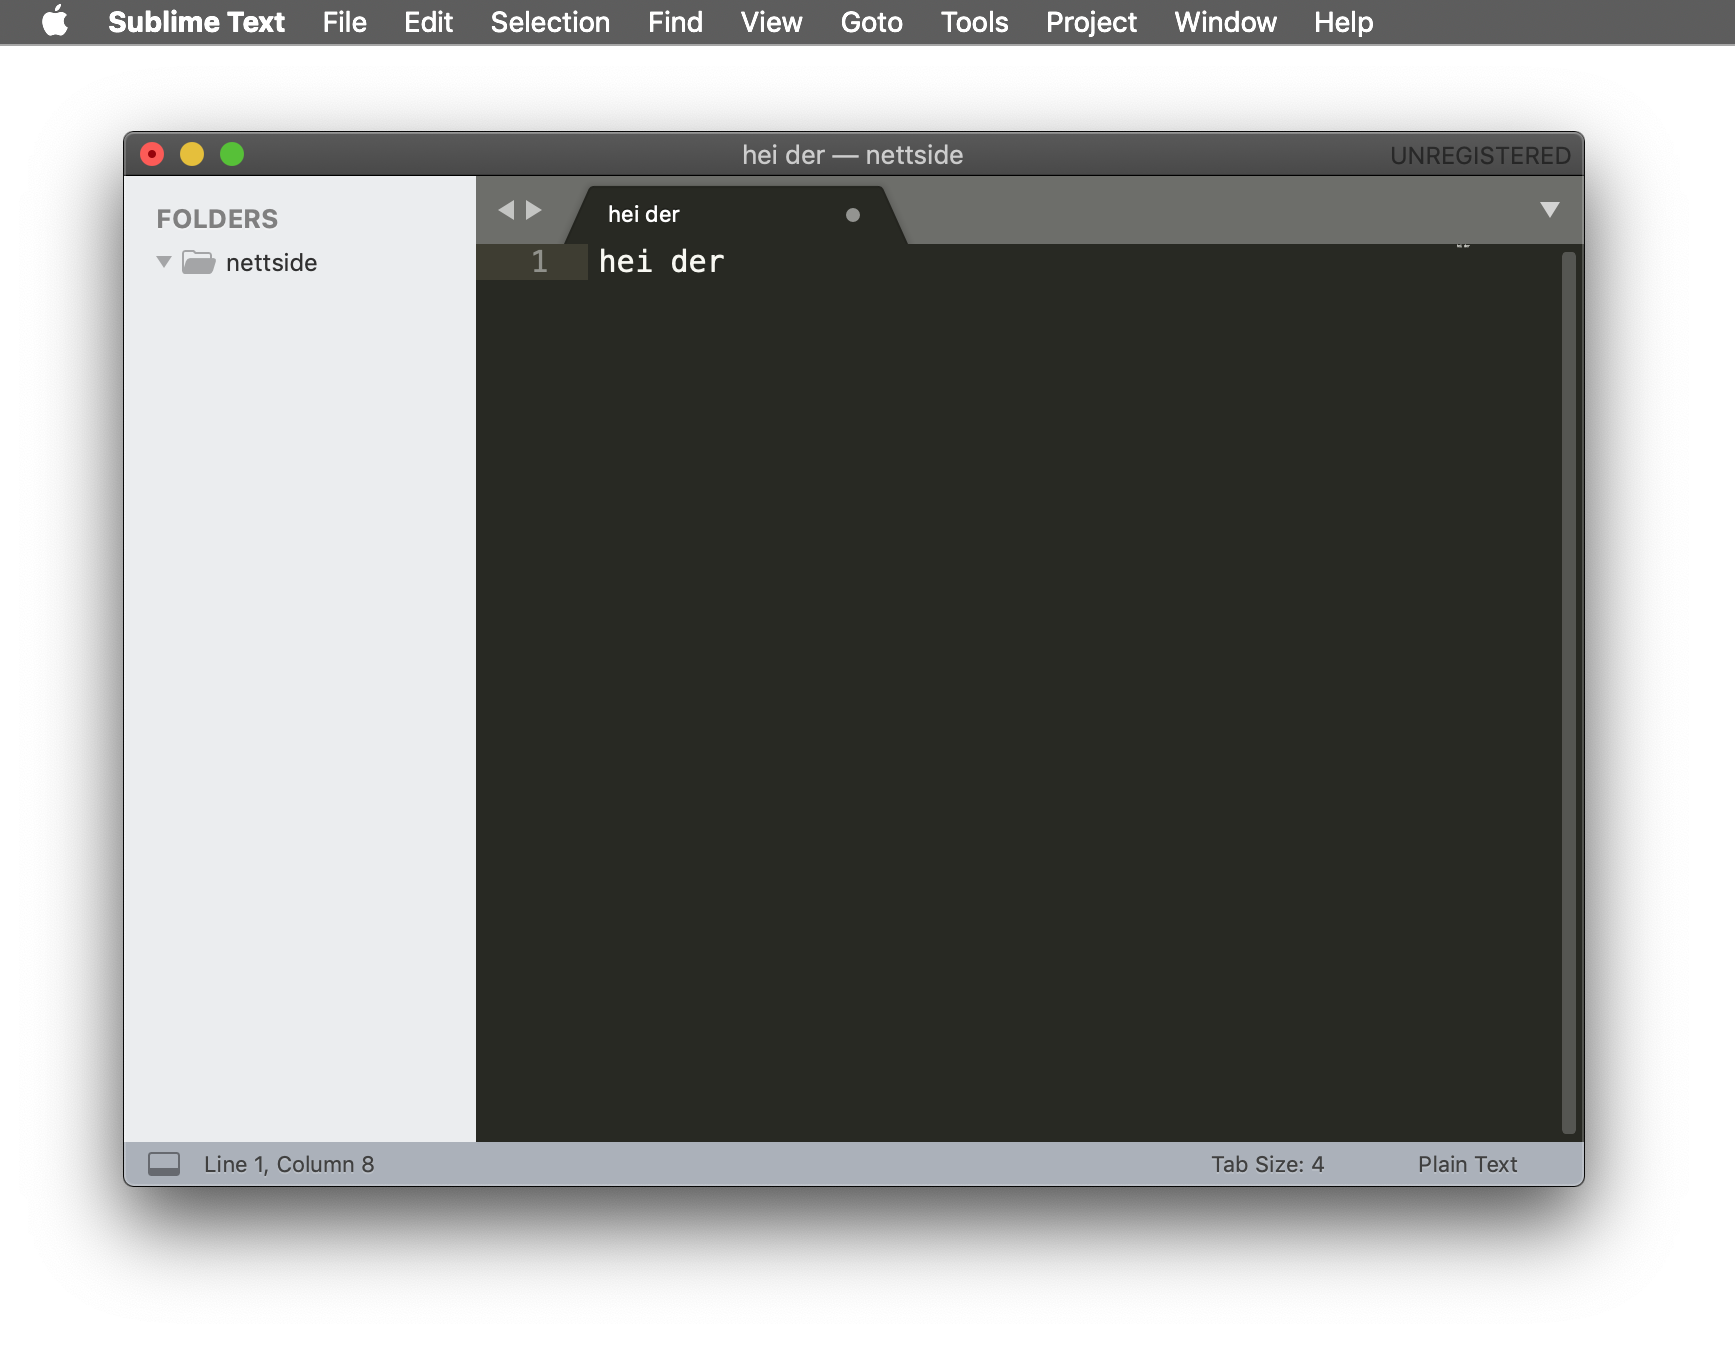 Sublime Text File Edit Selection Find View Goto Tools Project Window Help
hei der — nettside UNREGISTERED
FOLDERS
nettside
hei der
1 hei der
Line 1, Column 8 Tab Size: 4 Plain Text